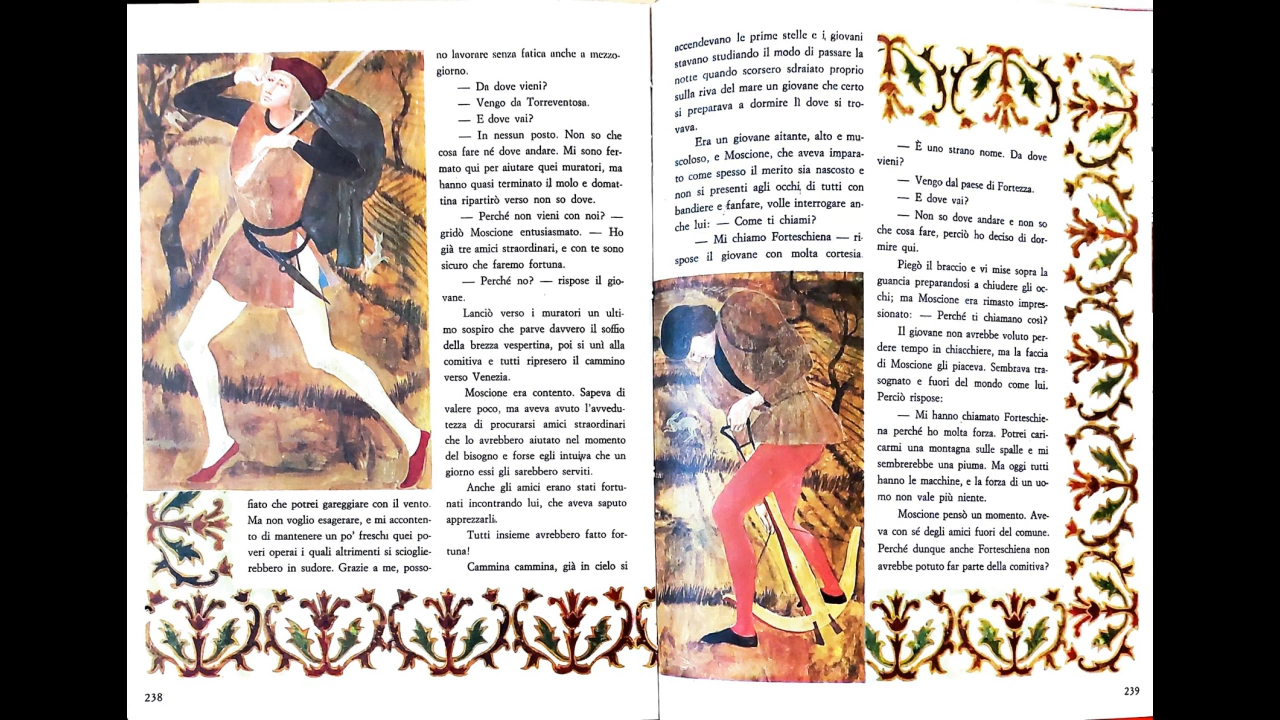 fiato che potrei gareggiare con il vento.
Ma non voglio esagerare, e mi acconten-
to di mantenere un po' freschi quei po-
veri operai i quali altrimenti si scioglie-
rebbero in sudore. Grazie a me, posso-
238
no lavorare senza fatica anche a mezzo-
giorno.
— Da dove vieni?
— Vengo da Torreventosa.
— E dove vai?
— In nessun posto. Non so che
cosa fare né dove andare. Mi sono fer-
mato qui per aiutare quei muratori, ma
hanno quasi terminato il molo e domat-
tina ripartirò verso non so dove.
— Perché non vieni con noi? —
gridò Moscione entusiasmato. — Ho
già tre amici straordinari, e con te sono
sicuro che faremo fortuna.
— Perché no? — rispose il gio-
vane.
Lanciò verso i muratori un ulti-
mo sospiro che parve davvero il soffio
della brezza vespertina, poi si unì alla
comitiva e tutti ripresero il cammino
verso Venezia.
Moscione era contento. Sapeva di
valere poco, ma aveva avuto l'avvedu-
tezza di procurarsi amici straordinari
che lo avrebbero aiutato nel momento
del bisogno e forse egli intuiva che un
giorno essi gli sarebbero serviti.
Anche gli amici erano stati fortu-
nati incontrando lui, che aveva saputo
apprezzarli.
Tutti insieme avrebbero fatto for-
tuna!
Cammina cammina, già in cielo si
accendevano le prime stelle e i giovani
stavano studiando il modo di passare la
notte quando scorsero sdraiato proprio
sulla riva del mare un giovane che certo
si preparava a dormire lì dove si tro-
vava.
Era un giovane aitante, alto e mu-
scoloso, e Moscione, che aveva impara-
to come spesso il merito sia nascosto e
non si presenti agli occhi di tutti con
bandiere e fanfare, volle interrogare an-
che lui: — Come ti chiami?
— Mi chiamo Forteschiena — ri-
spose il giovane con molta cortesia.
— È uno strano nome. Da dove
vieni?
— Vengo dal paese di Fortezza.
— E dove vai?
— Non so dove andare e non so
che cosa fare, perciò ho deciso di dor-
mire qui.
Piegò il braccio e vi mise sopra la
guancia preparandosi a chiudere gli oc-
chi; ma Moscione era rimasto impres-
sionato: — Perché ti chiamano così?
Il giovane non avrebbe voluto per-
dere tempo in chiacchiere, ma la faccia
di Moscione gli piaceva. Sembrava tra-
sognato e fuori del mondo come lui.
Perciò rispose:
— Mi hanno chiamato Forteschie-
na perché ho molta forza. Potrei cari-
carmi una montagna sulle spalle e mi
sembrerebbe una piuma. Ma oggi tutti
hanno le macchine, e la forza di un uo-
mo non vale più niente.
Moscione pensò un momento. Ave-
va con sé degli amici fuori del comune.
Perché dunque anche Forteschiena non
avrebbe potuto far parte della comitiva?
239